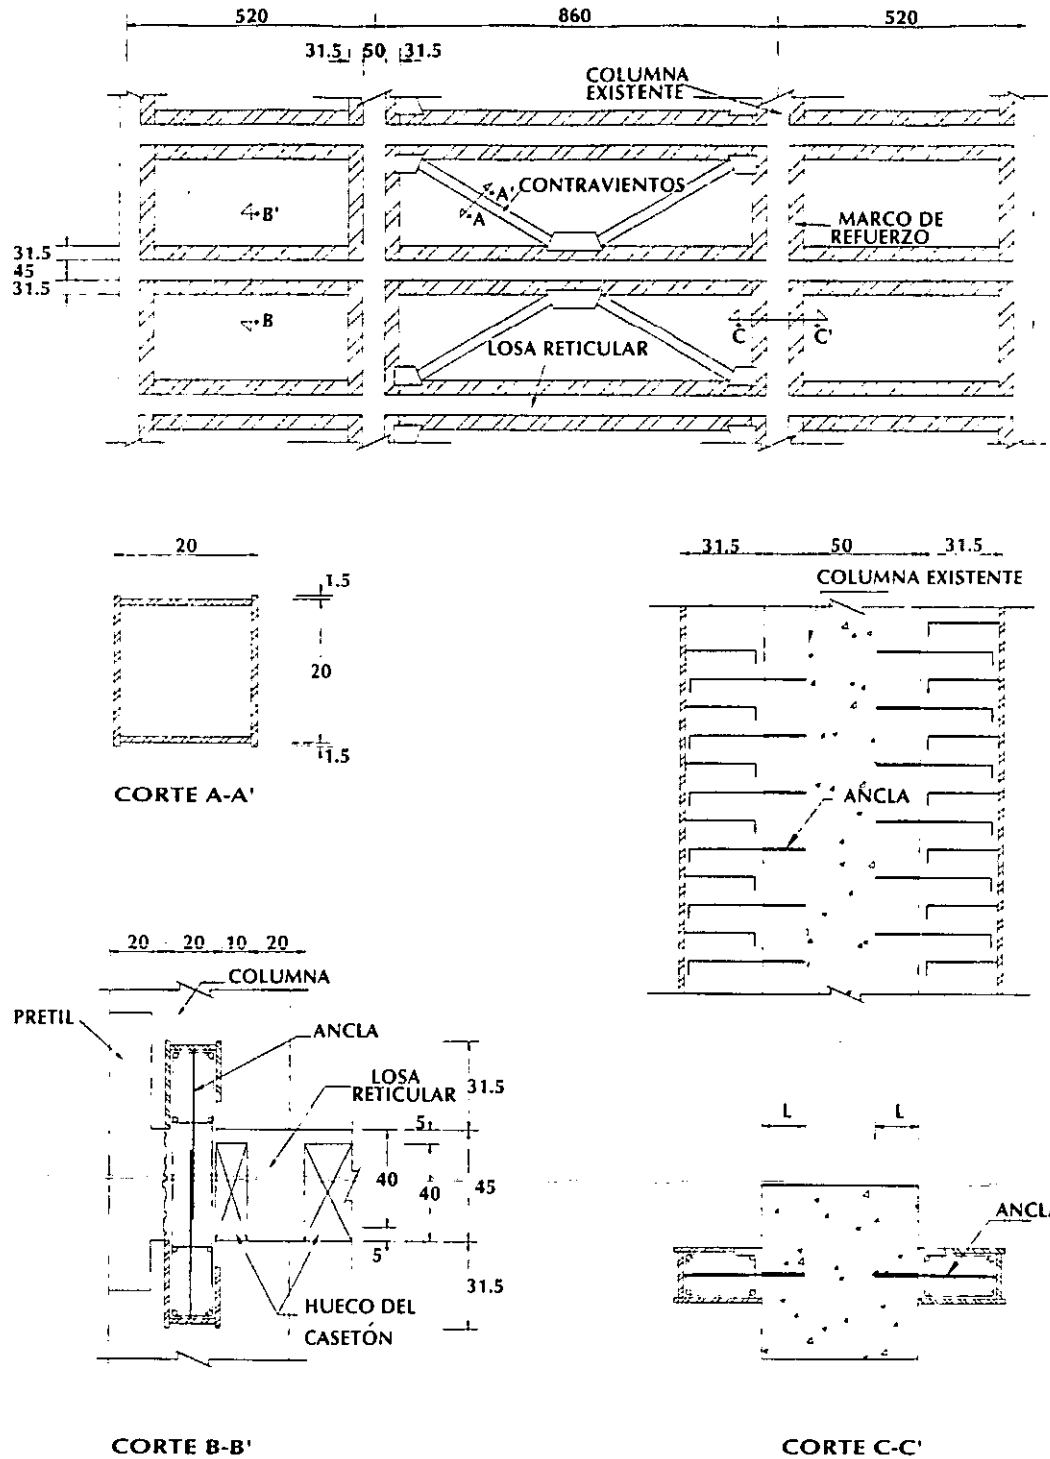 520 860 520
31.5 50 31.5
COLUMNA
EXISTENTE
A'
CONTRAVIENTOS
A
B'
MARCO DE
REFUERZO
31.5
45
31.5
B
C C'
LOSA RETICULAR
20
1.5
20
1.5
CORTE A-A'
31.5 50 31.5
COLUMNA EXISTENTE
ANCLA
20 20 10 20
COLUMNA
PRETIL
ANCLA
LOSA
RETICULAR
31.5
5
40
40
45
5
31.5
HUECO DEL
CASETÓN
CORTE B-B'
L L
ANCLA
CORTE C-C'